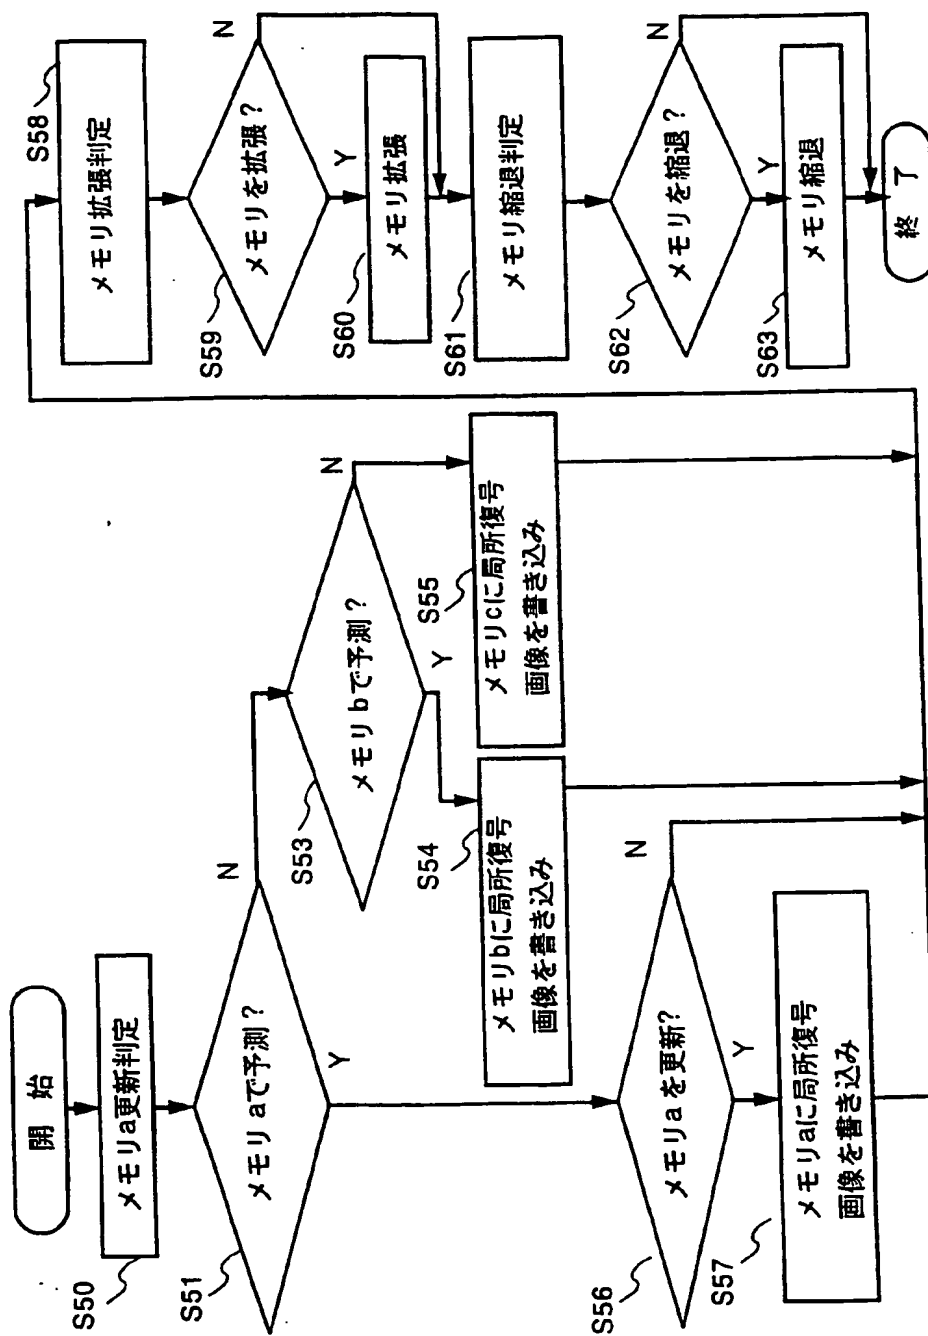 開 始
S50
メモリa更新判定
S51
メモリaで予測?
N
Y
S53
メモリbで予測?
N
Y
S54
メモリbに局所復号
画像を書き込み
S55
メモリcに局所復号
画像を書き込み
S56
メモリaを更新?
N
Y
S57
メモリaに局所復号
画像を書き込み
S58
メモリ拡張判定
S59
メモリを拡張?
N
Y
S60
メモリ拡張
S61
メモリ縮退判定
S62
メモリを縮退?
N
Y
S63
メモリ縮退
終 了